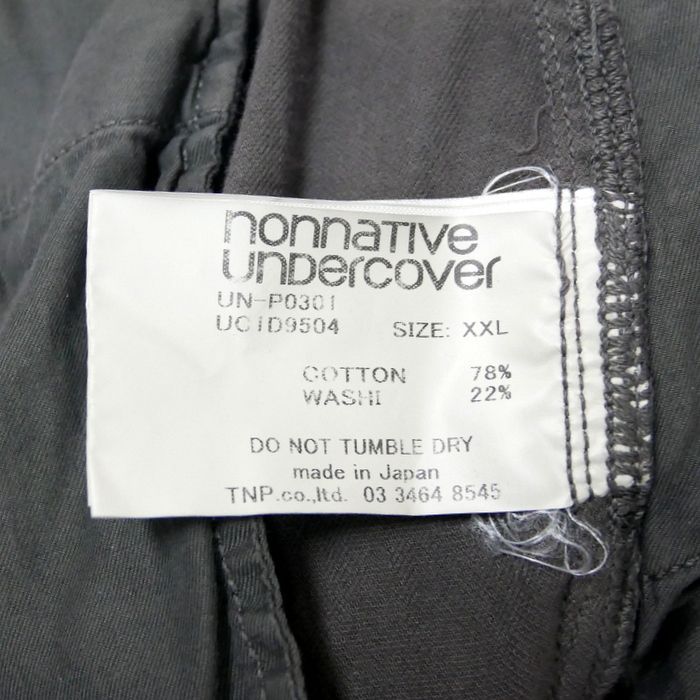 nonnative
UNDERCOVER
UN-P0301
UC1D9504 SIZE: XXL
COTTON 78%
WASHI 22%
DO NOT TUMBLE DRY
made in Japan
TNP.co.,ltd. 03 3464 8545